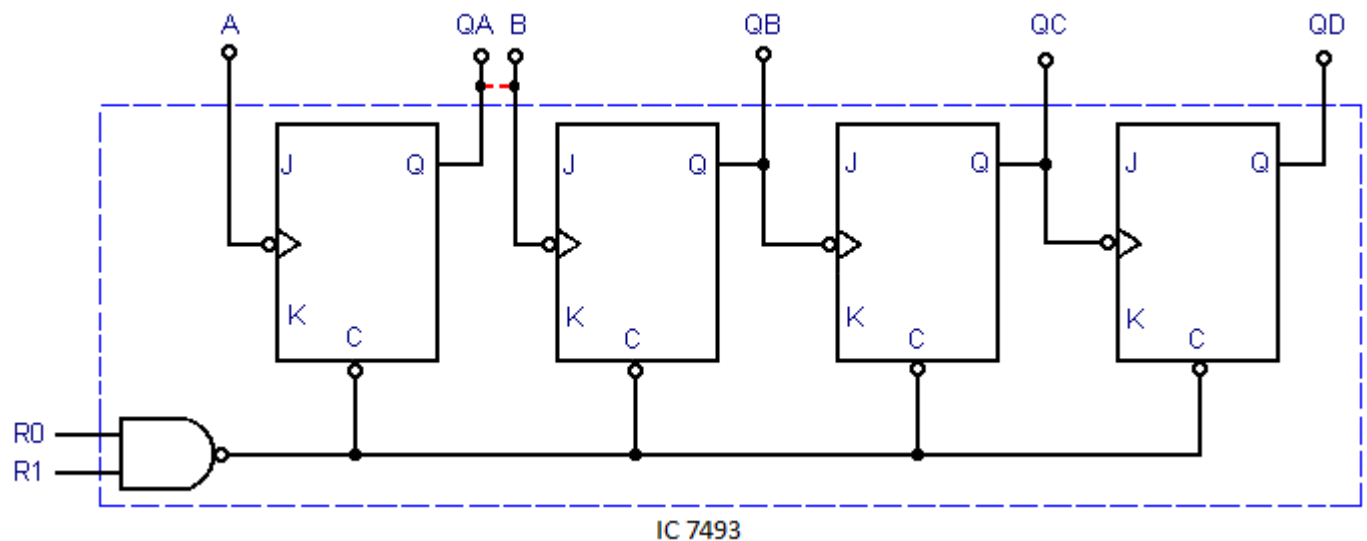 A QA B QB QC QD
J Q J Q J Q J Q
K K K K
C C C C
R0
R1
IC 7493